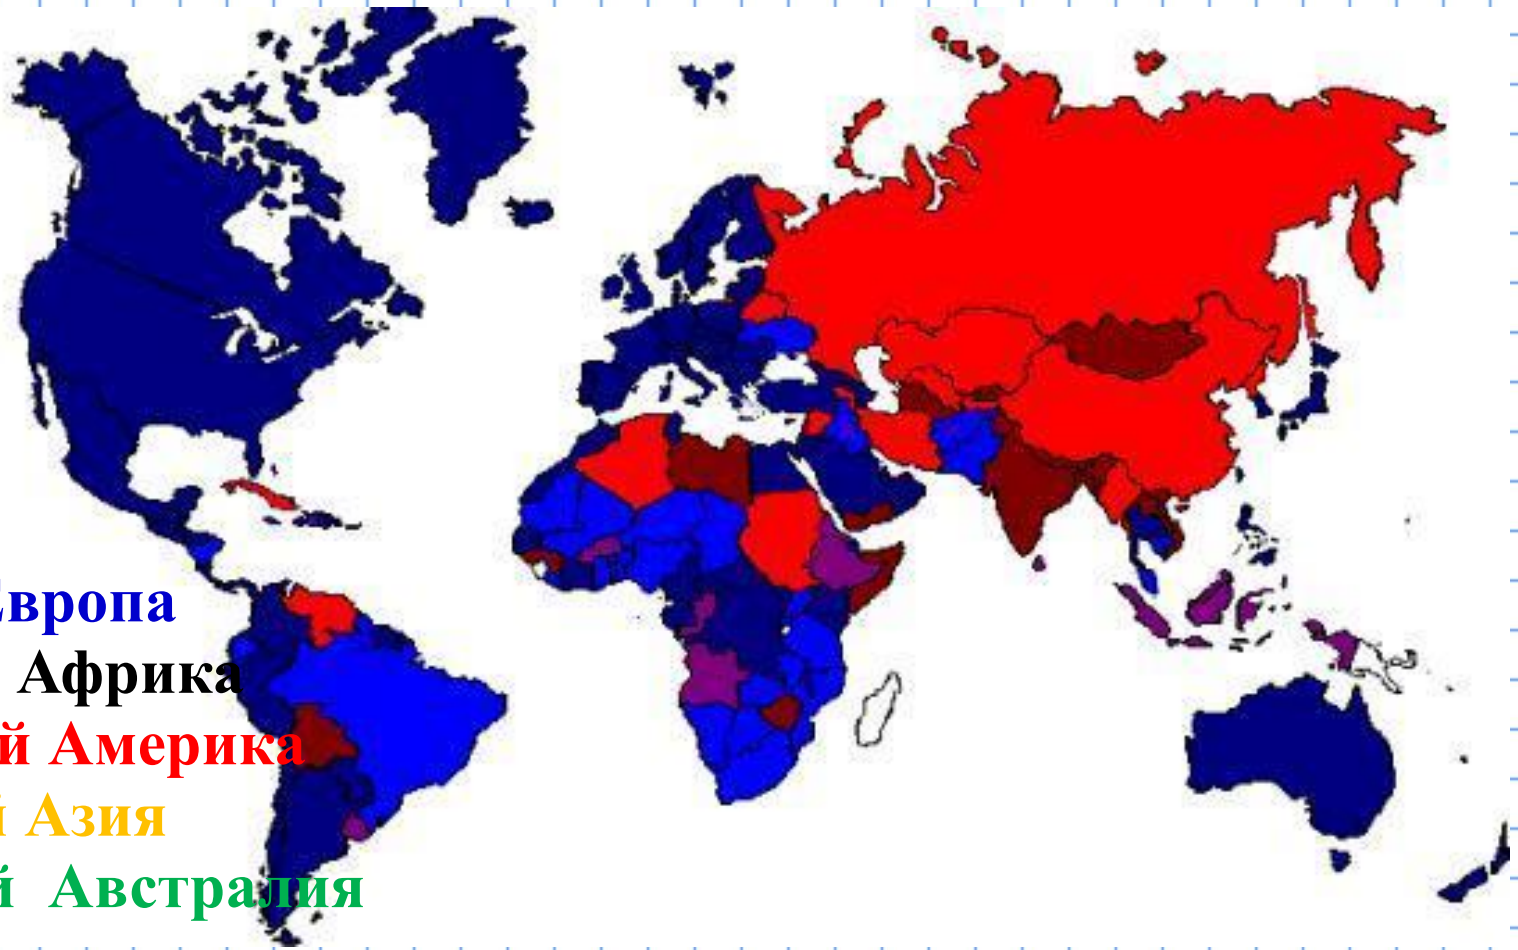 Европа
Африка
й Америка
й Азия
й Австралия